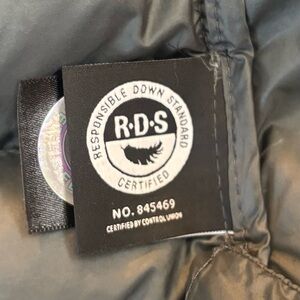 RESPONSIBLE DOWN STANDARD
R·D·S
CERTIFIED
NO. 845469
CERTIFIED BY CONTROL UNION